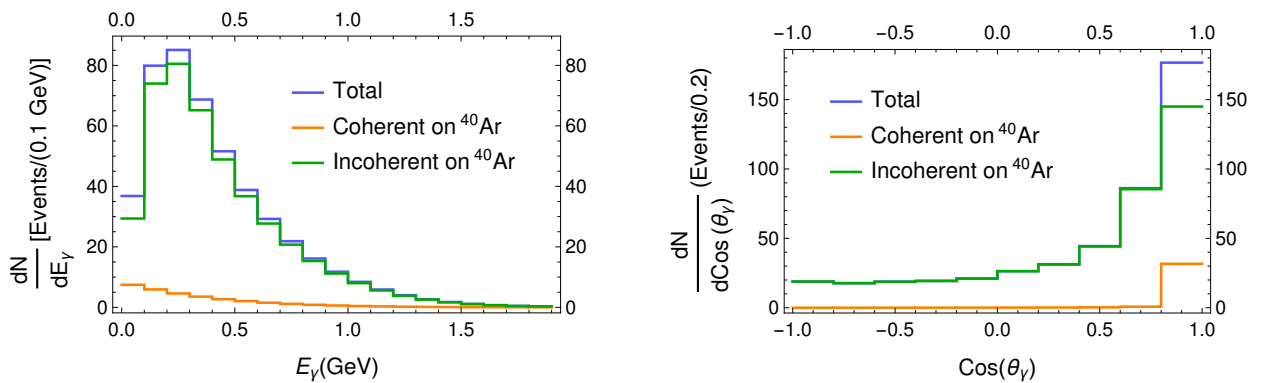 0.0 0.5 1.0 1.5
80 80
60 60
40 40
20 20
0 0
0.0 0.5 1.0 1.5
dN
dEγ
[Events/(0.1 GeV)]
Eγ(GeV)
Total
Coherent on ⁴⁰Ar
Incoherent on ⁴⁰Ar
-1.0 -0.5 0.0 0.5 1.0
150 150
100 100
50 50
0 0
-1.0 -0.5 0.0 0.5 1.0
dN
dCos (θγ)
(Events/0.2)
Cos(θγ)
Total
Coherent on ⁴⁰Ar
Incoherent on ⁴⁰Ar